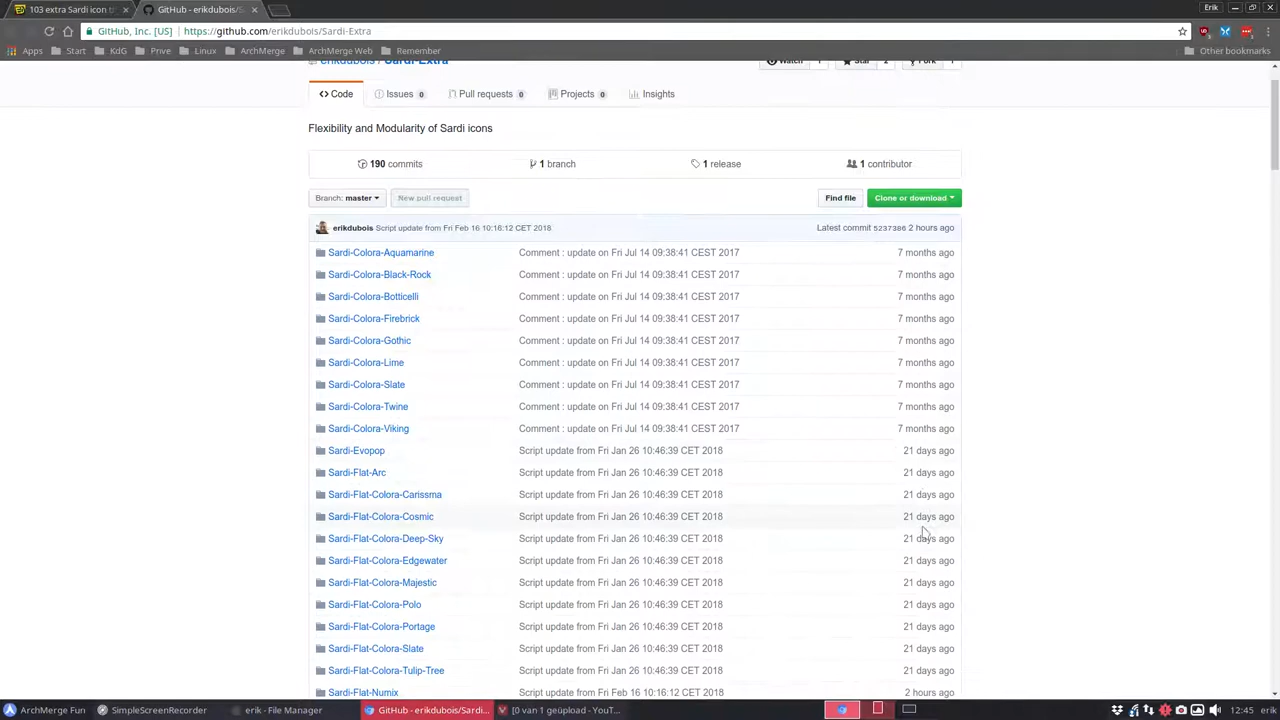 103 extra Sardi icon t
GitHub - erikdubois/Sar
Erik
GitHub, Inc. [US] https://github.com/erikdubois/Sardi-Extra
Apps Start KdG Prive Linux ArchMerge ArchMerge Web Remember Other bookmarks
erikdubois / Sardi-Extra Watch 1 Star 2 Fork 1
Code Issues 0 Pull requests 0 Projects 0 Insights
Flexibility and Modularity of Sardi icons
190 commits 1 branch 1 release 1 contributor
Branch: master New pull request Find file Clone or download
erikdubois Script update from Fri Feb 16 10:16:12 CET 2018 Latest commit 5237386 2 hours ago
Sardi-Colora-Aquamarine Comment : update on Fri Jul 14 09:38:41 CEST 2017 7 months ago
Sardi-Colora-Black-Rock Comment : update on Fri Jul 14 09:38:41 CEST 2017 7 months ago
Sardi-Colora-Botticelli Comment : update on Fri Jul 14 09:38:41 CEST 2017 7 months ago
Sardi-Colora-Firebrick Comment : update on Fri Jul 14 09:38:41 CEST 2017 7 months ago
Sardi-Colora-Gothic Comment : update on Fri Jul 14 09:38:41 CEST 2017 7 months ago
Sardi-Colora-Lime Comment : update on Fri Jul 14 09:38:41 CEST 2017 7 months ago
Sardi-Colora-Slate Comment : update on Fri Jul 14 09:38:41 CEST 2017 7 months ago
Sardi-Colora-Twine Comment : update on Fri Jul 14 09:38:41 CEST 2017 7 months ago
Sardi-Colora-Viking Comment : update on Fri Jul 14 09:38:41 CEST 2017 7 months ago
Sardi-Evopop Script update from Fri Jan 26 10:46:39 CET 2018 21 days ago
Sardi-Flat-Arc Script update from Fri Jan 26 10:46:39 CET 2018 21 days ago
Sardi-Flat-Colora-Carissma Script update from Fri Jan 26 10:46:39 CET 2018 21 days ago
Sardi-Flat-Colora-Cosmic Script update from Fri Jan 26 10:46:39 CET 2018 21 days ago
Sardi-Flat-Colora-Deep-Sky Script update from Fri Jan 26 10:46:39 CET 2018 21 days ago
Sardi-Flat-Colora-Edgewater Script update from Fri Jan 26 10:46:39 CET 2018 21 days ago
Sardi-Flat-Colora-Majestic Script update from Fri Jan 26 10:46:39 CET 2018 21 days ago
Sardi-Flat-Colora-Polo Script update from Fri Jan 26 10:46:39 CET 2018 21 days ago
Sardi-Flat-Colora-Portage Script update from Fri Jan 26 10:46:39 CET 2018 21 days ago
Sardi-Flat-Colora-Slate Script update from Fri Jan 26 10:46:39 CET 2018 21 days ago
Sardi-Flat-Colora-Tulip-Tree Script update from Fri Jan 26 10:46:39 CET 2018 21 days ago
Sardi-Flat-Numix Script update from Fri Feb 16 10:16:12 CET 2018 2 hours ago
ArchMerge Fun SimpleScreenRecorder erik - File Manager GitHub - erikdubois/Sardi... [0 van 1 geüpload - YouT... 12:45 erik